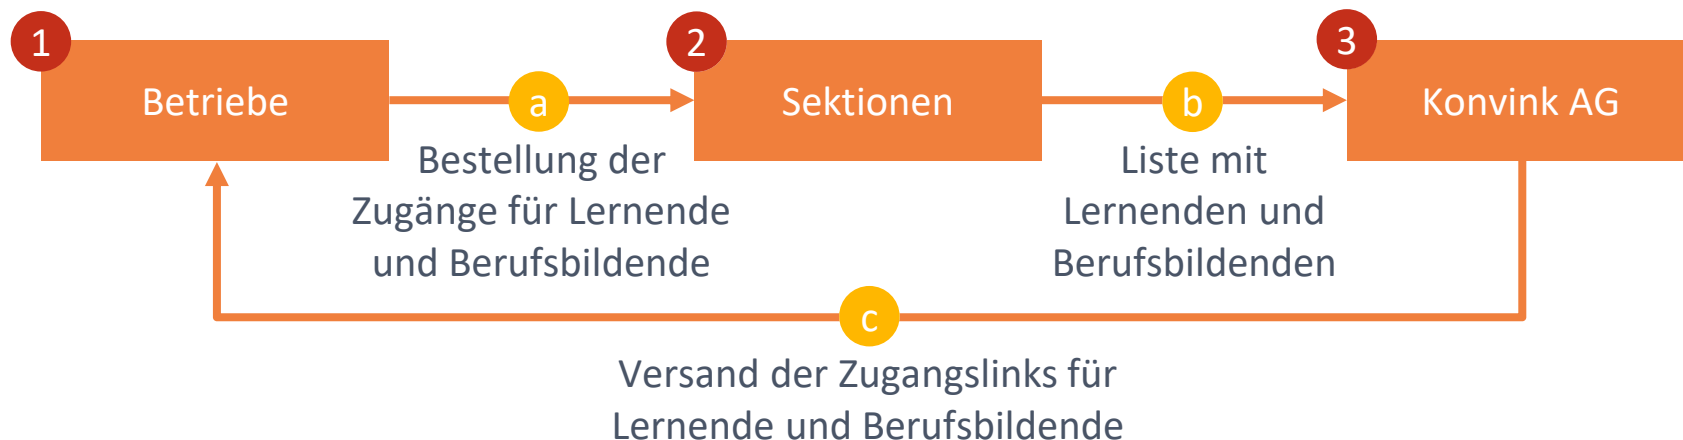 1
Betriebe
a
Bestellung der
Zugänge für Lernende
und Berufsbildende
2
Sektionen
b
Liste mit
Lernenden und
Berufsbildenden
3
Konvink AG
c
Versand der Zugangslinks für
Lernende und Berufsbildende